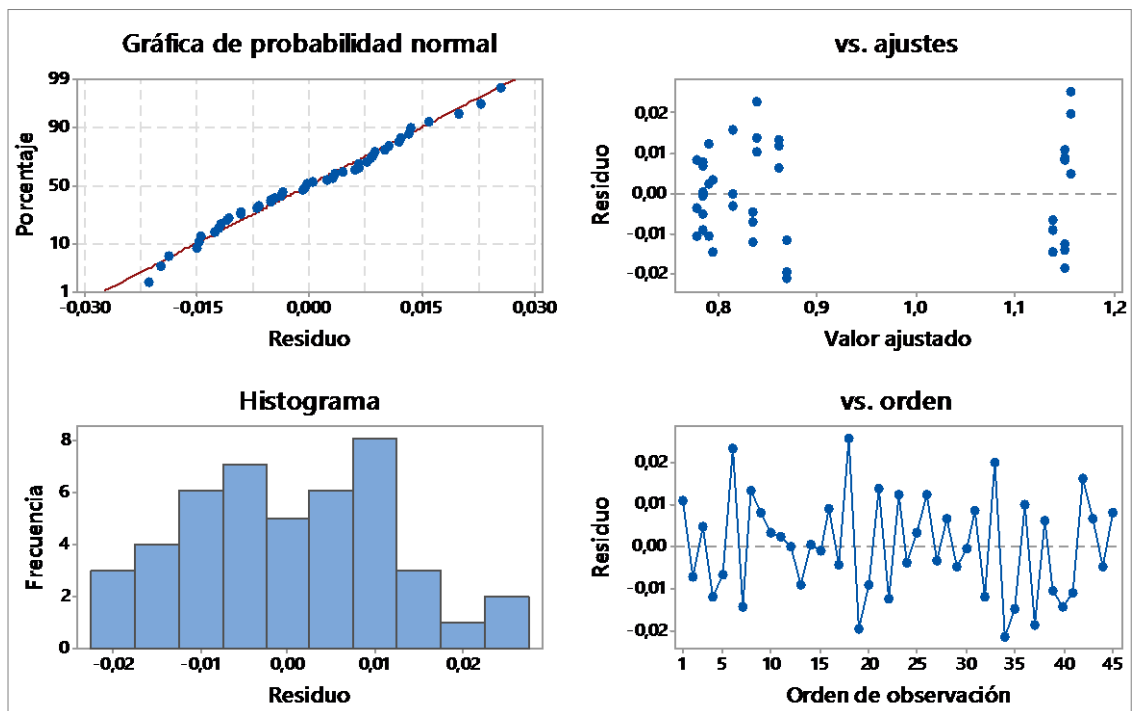 Gráfica de probabilidad normal
99
90
50
10
1
Porcentaje
-0,030 -0,015 0,000 0,015 0,030
Residuo
vs. ajustes
0,02
0,01
0,00
-0,01
-0,02
Residuo
0,8 0,9 1,0 1,1 1,2
Valor ajustado
Histograma
8
6
4
2
0
Frecuencia
-0,02 -0,01 0,00 0,01 0,02
Residuo
vs. orden
0,02
0,01
0,00
-0,01
-0,02
Residuo
1 5 10 15 20 25 30 35 40 45
Orden de observación